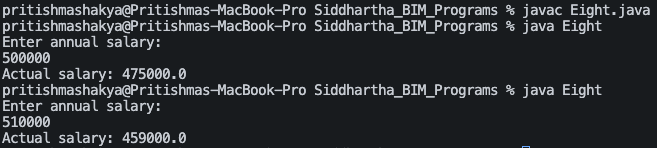 pritishmashakya@Pritishmas-MacBook-Pro Siddhartha_BIM_Programs % javac Eight.java
pritishmashakya@Pritishmas-MacBook-Pro Siddhartha_BIM_Programs % java Eight
Enter annual salary:
500000
Actual salary: 475000.0
pritishmashakya@Pritishmas-MacBook-Pro Siddhartha_BIM_Programs % java Eight
Enter annual salary:
510000
Actual salary: 459000.0